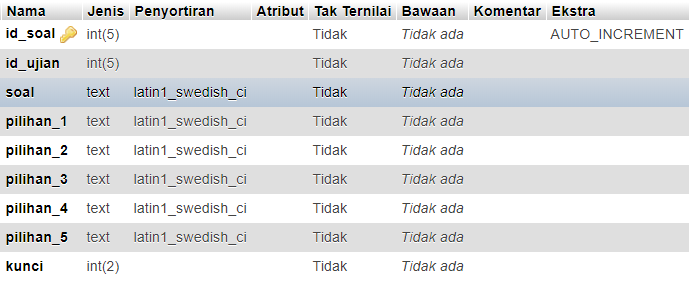 Nama Jenis Penyortiran Atribut Tak Ternilai Bawaan Komentar Ekstra
id_soal int(5) Tidak Tidak ada AUTO_INCREMENT
id_ujian int(5) Tidak Tidak ada
soal text latin1_swedish_ci Tidak Tidak ada
pilihan_1 text latin1_swedish_ci Tidak Tidak ada
pilihan_2 text latin1_swedish_ci Tidak Tidak ada
pilihan_3 text latin1_swedish_ci Tidak Tidak ada
pilihan_4 text latin1_swedish_ci Tidak Tidak ada
pilihan_5 text latin1_swedish_ci Tidak Tidak ada
kunci int(2) Tidak Tidak ada